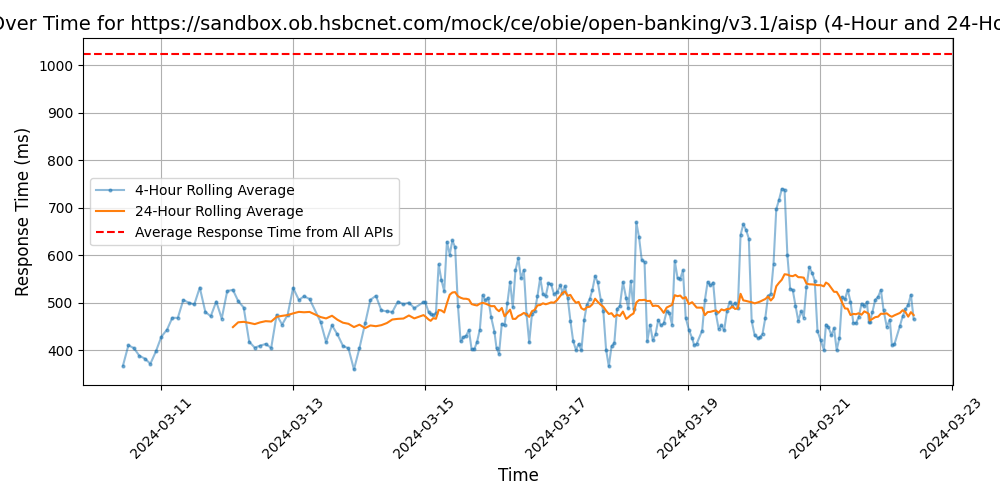 Over Time for https://sandbox.ob.hsbcnet.com/mock/ce/obie/open-banking/v3.1/aisp (4-Hour and 24-Ho
Response Time (ms)
1000
900
800
700
600
500
400
4-Hour Rolling Average
24-Hour Rolling Average
Average Response Time from All APIs
2024-03-11
2024-03-13
2024-03-15
2024-03-17
2024-03-19
2024-03-21
2024-03-23
Time